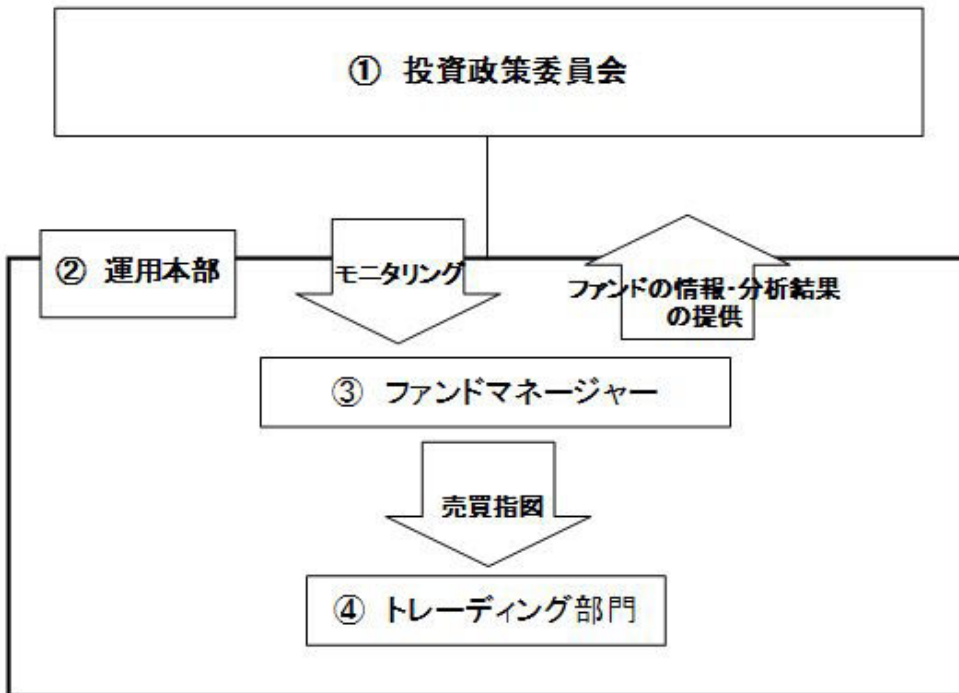 ① 投資政策委員会
② 運用本部
モニタリング
ファンドの情報・分析結果
の提供
③ ファンドマネージャー
売買指図
④ トレーディング部門